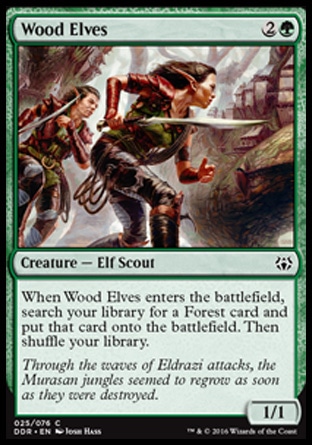 Wood Elves 2
Creature — Elf Scout
When Wood Elves enters the battlefield,
search your library for a Forest card and
put that card onto the battlefield. Then
shuffle your library.
Through the waves of Eldrazi attacks, the
Murasan jungles seemed to regrow as soon
as they were destroyed.
1/1
025/076 C
DDR • EN Josh Hass ™ & © 2016 Wizards of the Coast